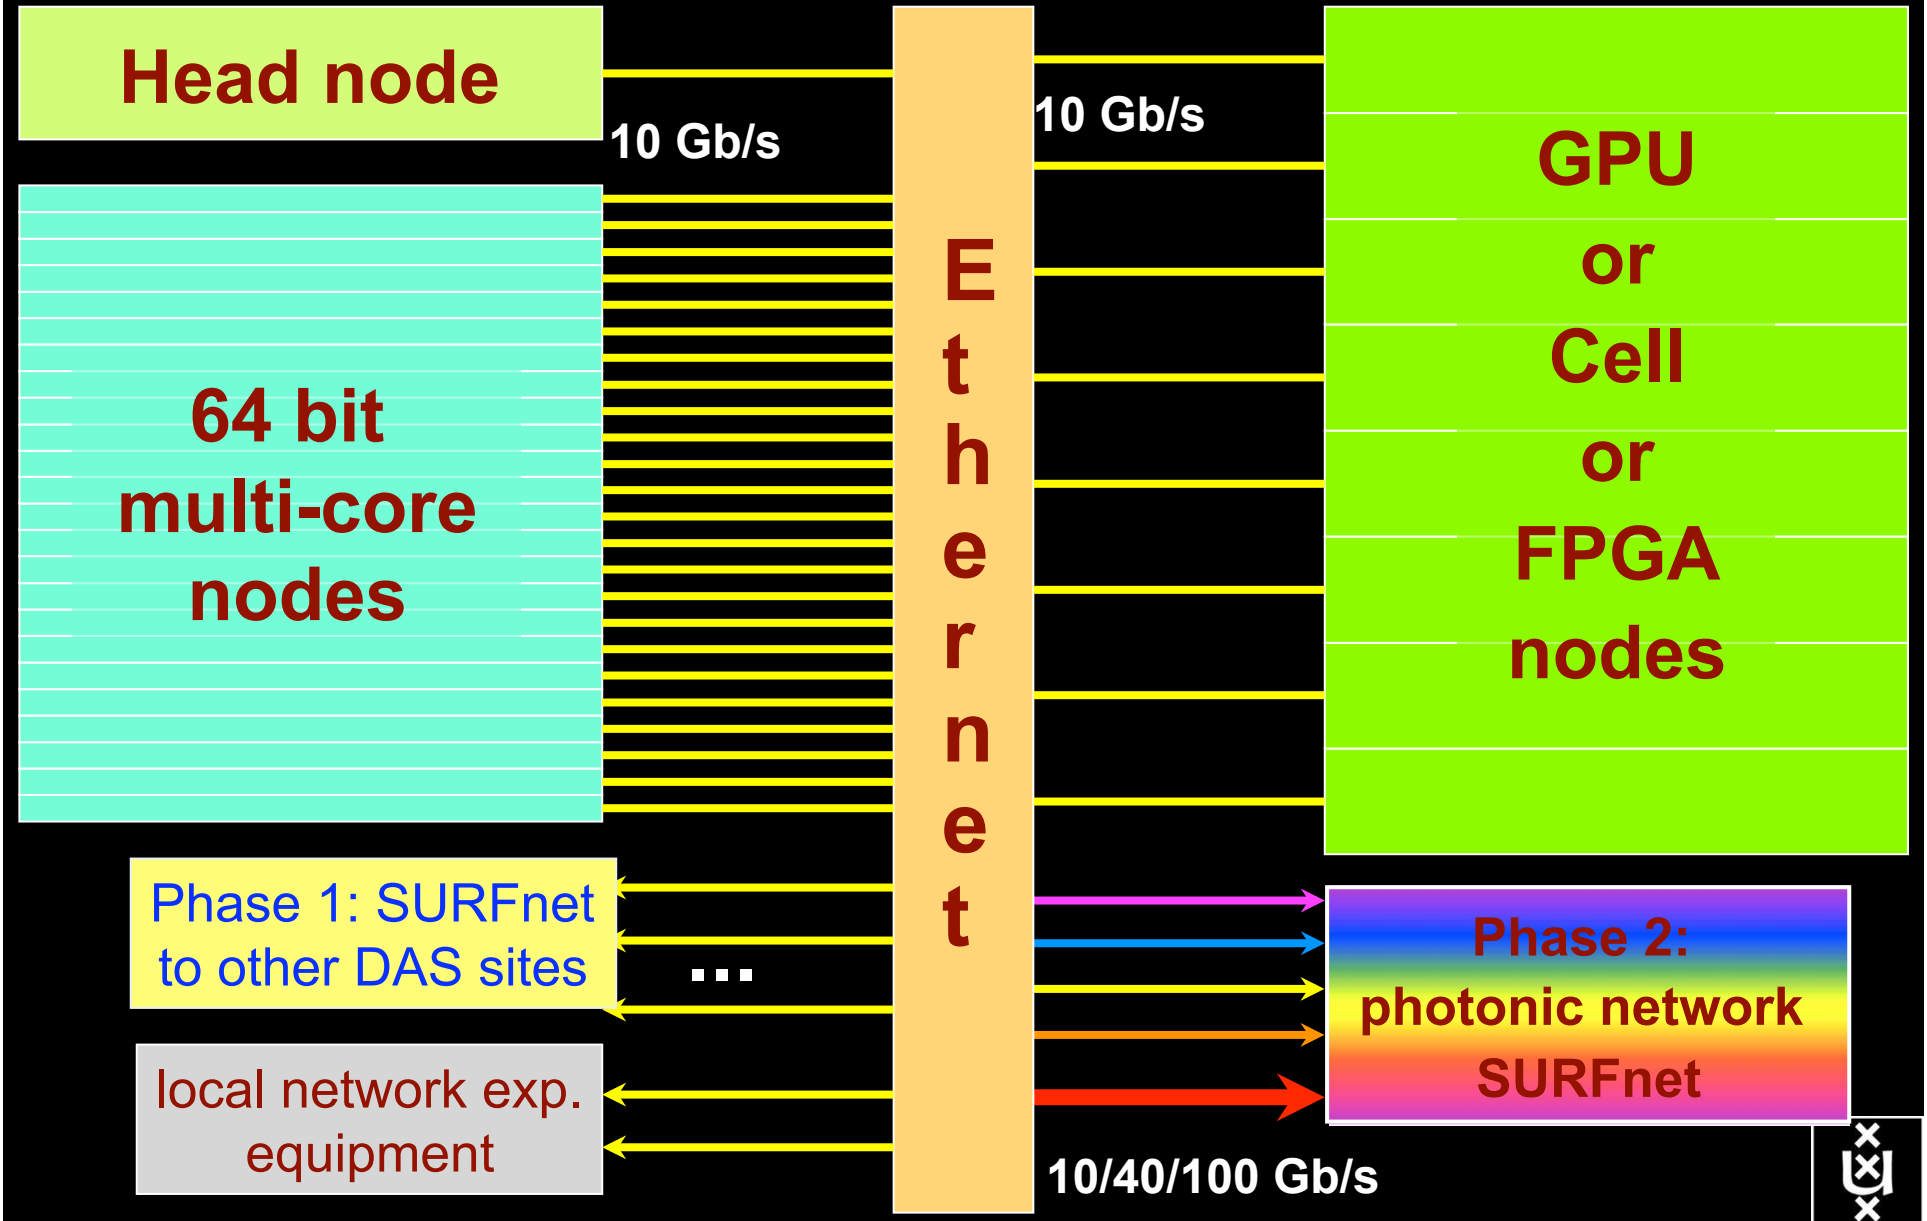 Head node
10 Gb/s
64 bit
multi-core
nodes
Phase 1: SURFnet
to other DAS sites
...
local network exp.
equipment
Ethernet
10 Gb/s
GPU
or
Cell
or
FPGA
nodes
Phase 2:
photonic network
SURFnet
10/40/100 Gb/s